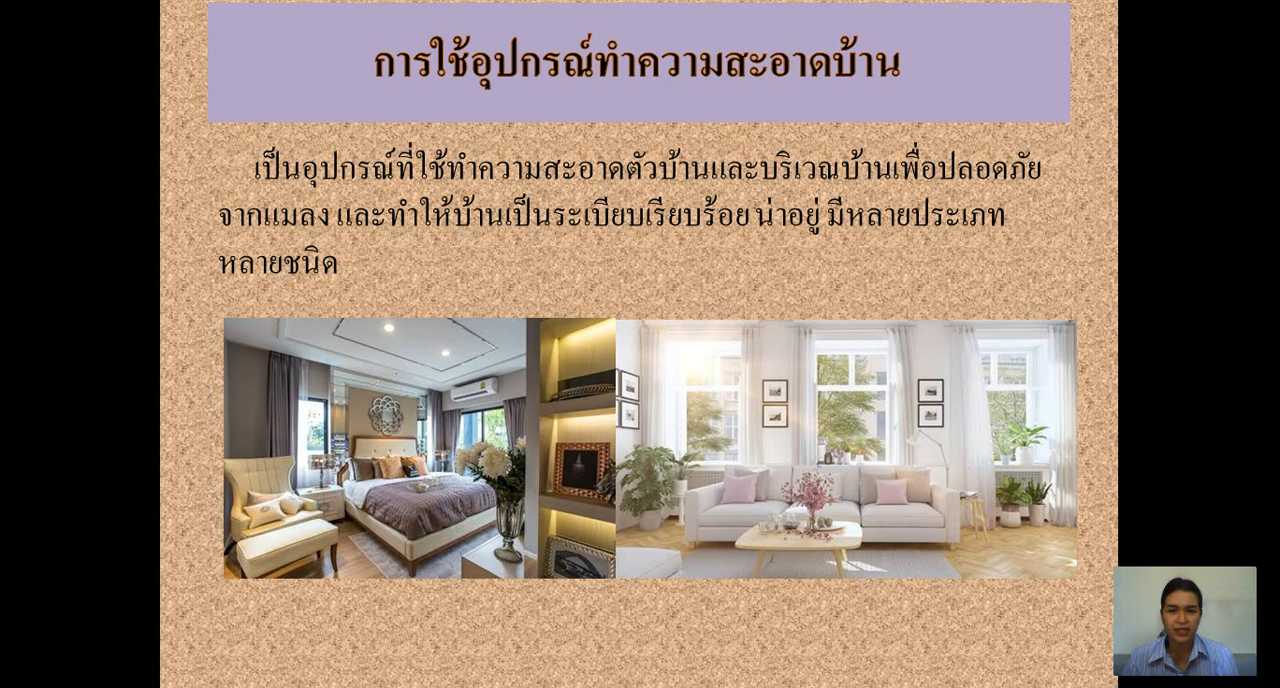 การใช้อุปกรณ์ทำความสะอาดบ้าน
เป็นอุปกรณ์ที่ใช้ทำความสะอาดตัวบ้านและบริเวณบ้านเพื่อปลอดภัย
จากแมลง และทำให้บ้านเป็นระเบียบเรียบร้อย น่าอยู่ มีหลายประเภท
หลายชนิด